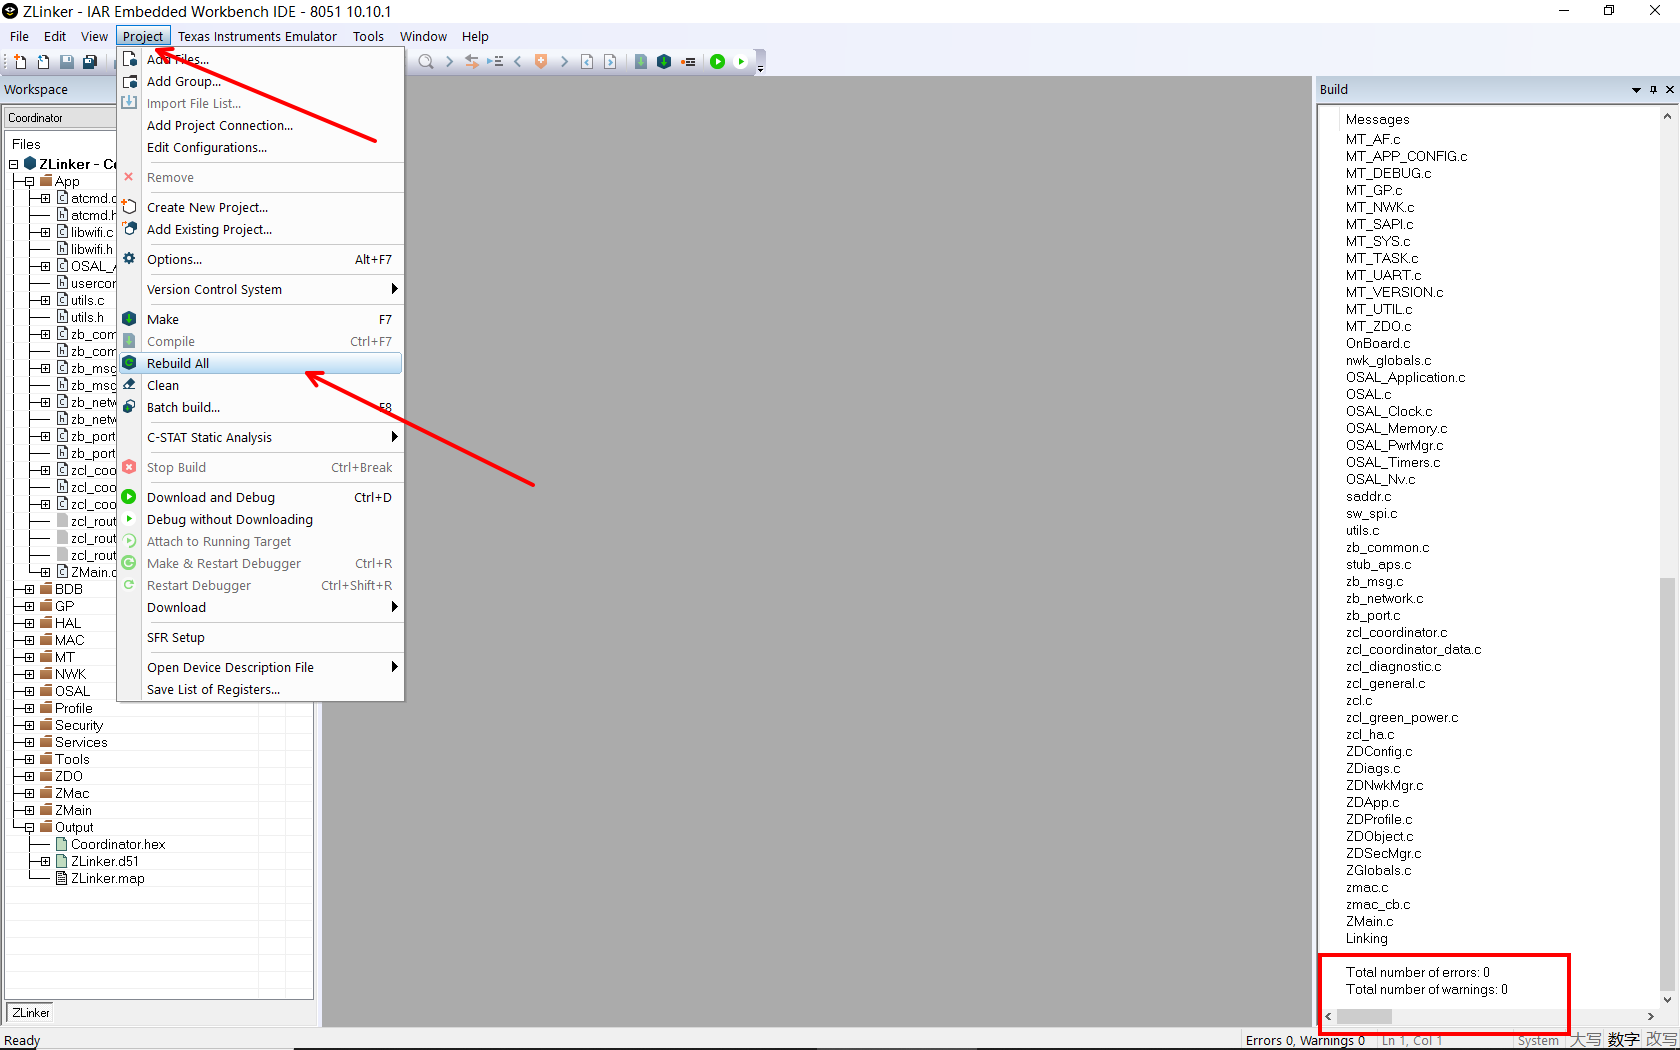 ZLinker - IAR Embedded Workbench IDE - 8051 10.10.1
File Edit View Project Texas Instruments Emulator Tools Window Help
Workspace
Coordinator
Files
ZLinker - Co
App
atcmd.c
atcmd.h
libwifi.c
libwifi.h
OSAL_A
usercon
utils.c
utils.h
zb_com
zb_com
zb_msg
zb_msg
zb_netw
zb_netw
zb_port
zb_port
zcl_coo
zcl_coo
zcl_coo
zcl_rout
zcl_rout
zcl_rout
ZMain.c
BDB
GP
HAL
MAC
MT
NWK
OSAL
Profile
Security
Services
Tools
ZDO
ZMac
ZMain
Output
Coordinator.hex
ZLinker.d51
ZLinker.map
ZLinker
Add Files...
Add Group...
Import File List...
Add Project Connection...
Edit Configurations...
Remove
Create New Project...
Add Existing Project...
Options... Alt+F7
Version Control System
Make F7
Compile Ctrl+F7
Rebuild All
Clean
Batch build... F8
C-STAT Static Analysis
Stop Build Ctrl+Break
Download and Debug Ctrl+D
Debug without Downloading
Attach to Running Target
Make & Restart Debugger Ctrl+R
Restart Debugger Ctrl+Shift+R
Download
SFR Setup
Open Device Description File
Save List of Registers...
Build
Messages
MT_AF.c
MT_APP_CONFIG.c
MT_DEBUG.c
MT_GP.c
MT_NWK.c
MT_SAPI.c
MT_SYS.c
MT_TASK.c
MT_UART.c
MT_VERSION.c
MT_UTIL.c
MT_ZDO.c
OnBoard.c
nwk_globals.c
OSAL_Application.c
OSAL.c
OSAL_Clock.c
OSAL_Memory.c
OSAL_PwrMgr.c
OSAL_Timers.c
OSAL_Nv.c
saddr.c
sw_spi.c
utils.c
zb_common.c
stub_aps.c
zb_msg.c
zb_network.c
zb_port.c
zcl_coordinator.c
zcl_coordinator_data.c
zcl_diagnostic.c
zcl_general.c
zcl.c
zcl_green_power.c
zcl_ha.c
ZDConfig.c
ZDiags.c
ZDNwkMgr.c
ZDApp.c
ZDProfile.c
ZDObject.c
ZDSecMgr.c
ZGlobals.c
zmac.c
zmac_cb.c
ZMain.c
Linking
Total number of errors: 0
Total number of warnings: 0
Ready
Errors 0, Warnings 0 Ln 1, Col 1 System 大写 数字 改写